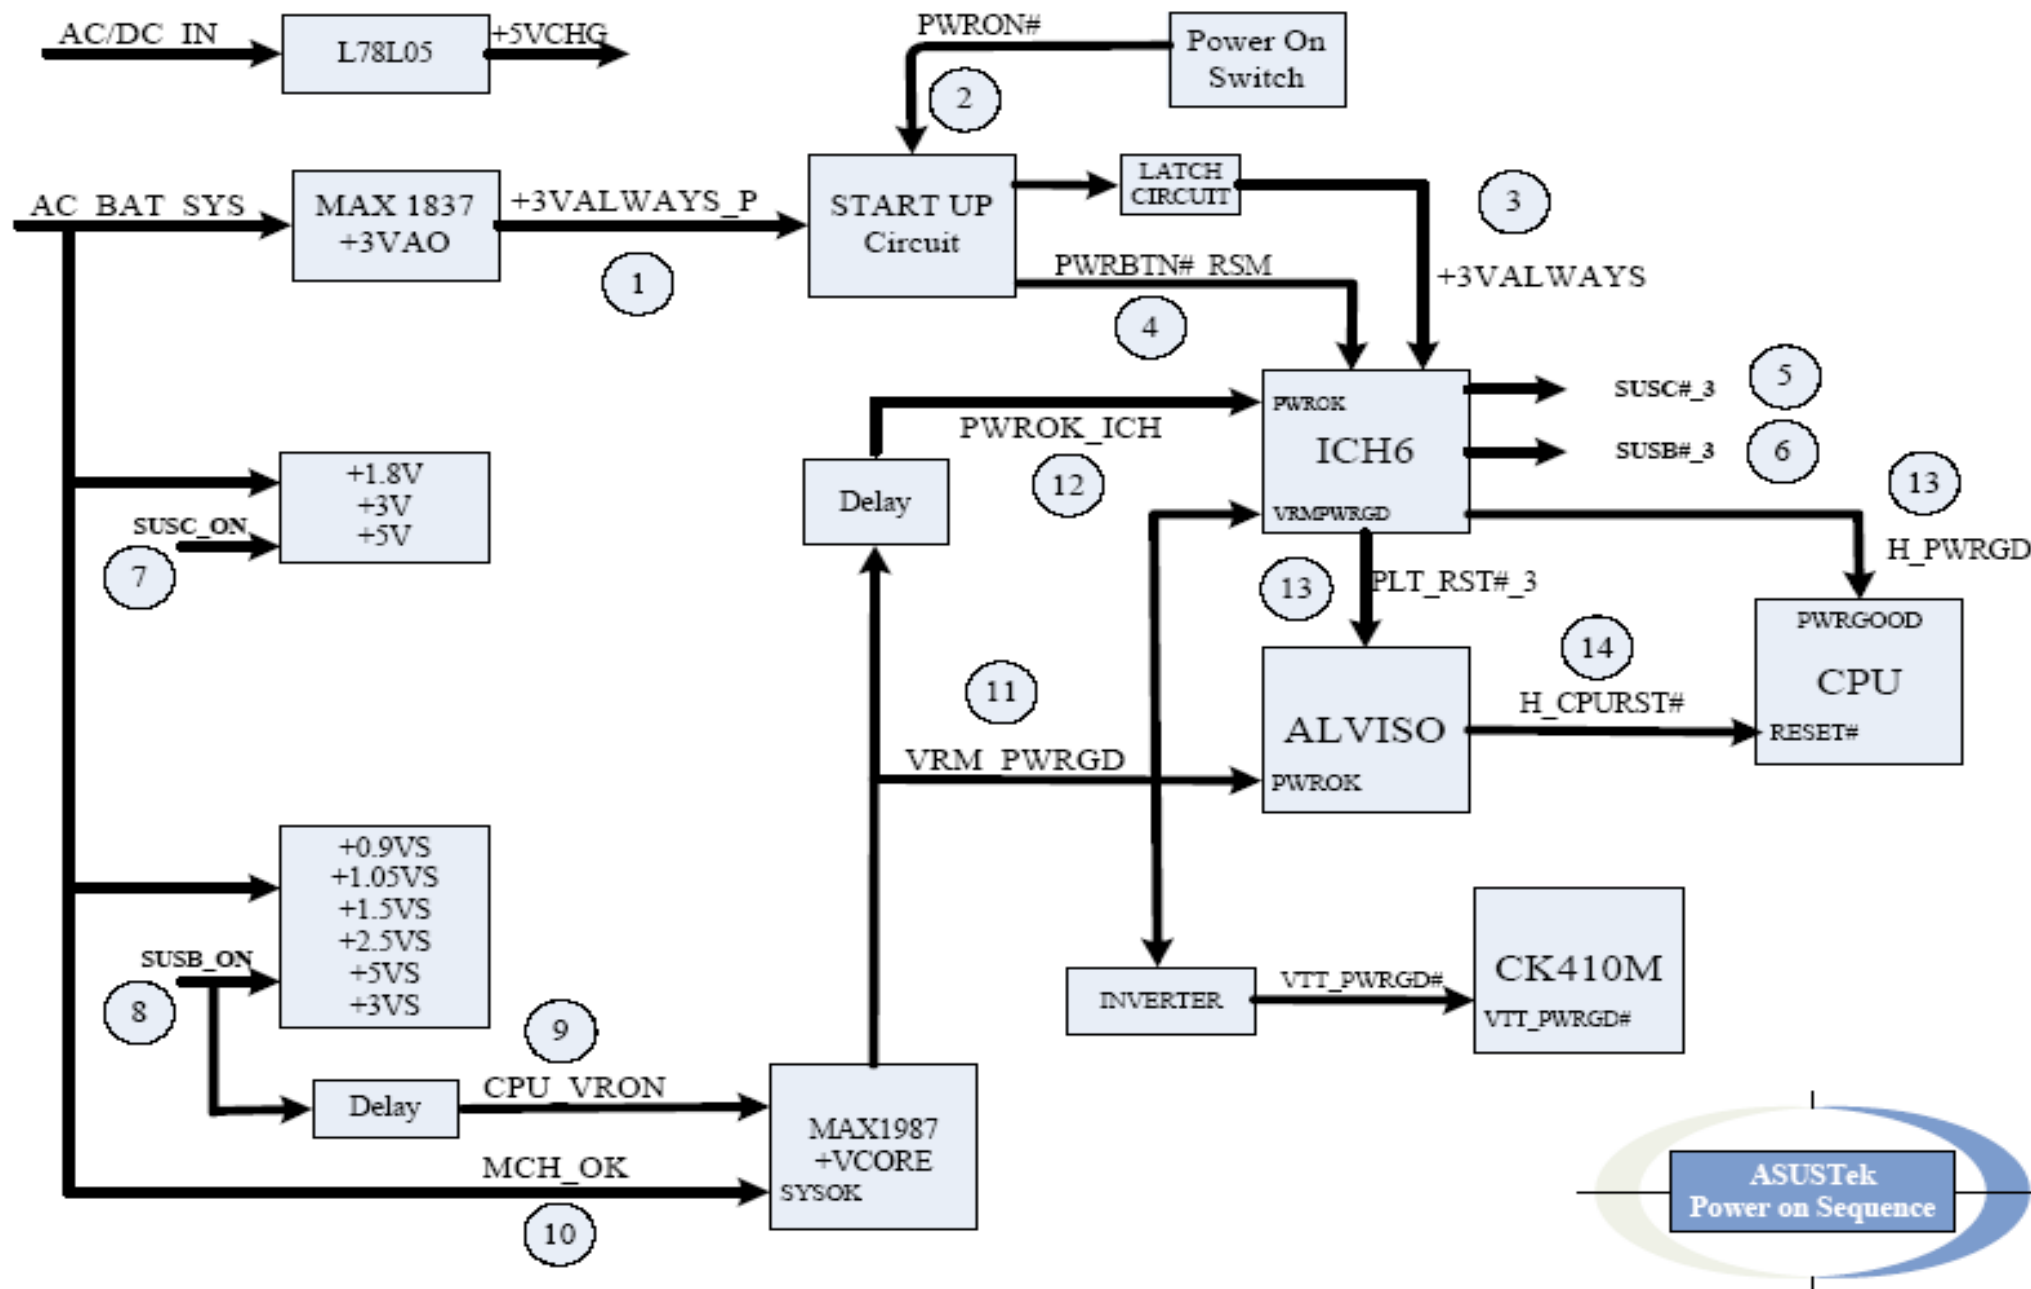 AC/DC_IN
L78L05
+5VCHG
PWRON#
Power On
Switch
2
AC_BAT_SYS
MAX 1837
+3VAO
+3VALWAYS_P
1
START UP
Circuit
LATCH
CIRCUIT
3
+3VALWAYS
PWRBTN#_RSM
4
PWROK
ICH6
VRMPWRGD
SUSC#_3
5
SUSB#_3
6
PWROK_ICH
12
Delay
13
H_PWRGD
+1.8V
+3V
+5V
SUSC_ON
7
13
PLT_RST#_3
PWRGOOD
CPU
RESET#
14
H_CPURST#
11
VRM_PWRGD
ALVISO
PWROK
+0.9VS
+1.05VS
+1.5VS
+2.5VS
+5VS
+3VS
SUSB_ON
8
INVERTER
VTT_PWRGD#
CK410M
VTT_PWRGD#
9
Delay
CPU_VRON
MCH_OK
10
MAX1987
+VCORE
SYSOK
ASUSTek
Power on Sequence